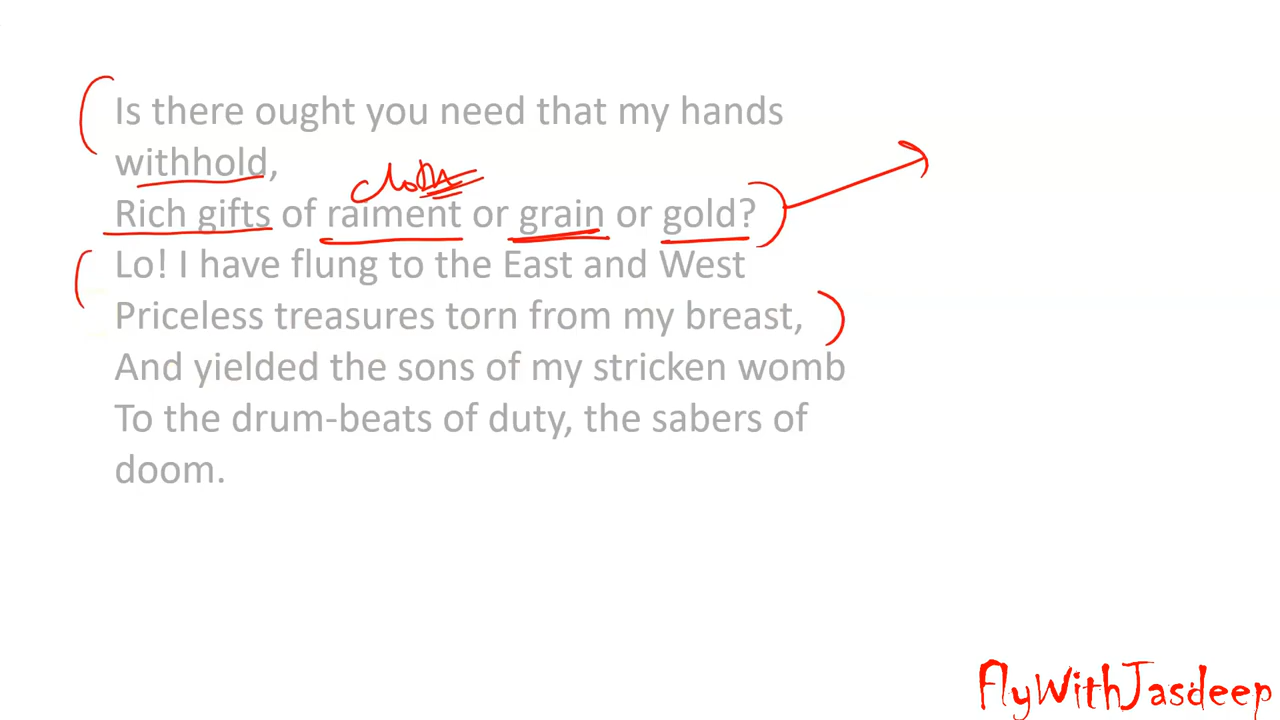 Is there ought you need that my hands
withhold,
Rich gifts of raiment or grain or gold?
Lo! I have flung to the East and West
Priceless treasures torn from my breast,
And yielded the sons of my stricken womb
To the drum-beats of duty, the sabers of
doom.
FlyWithJasdeep